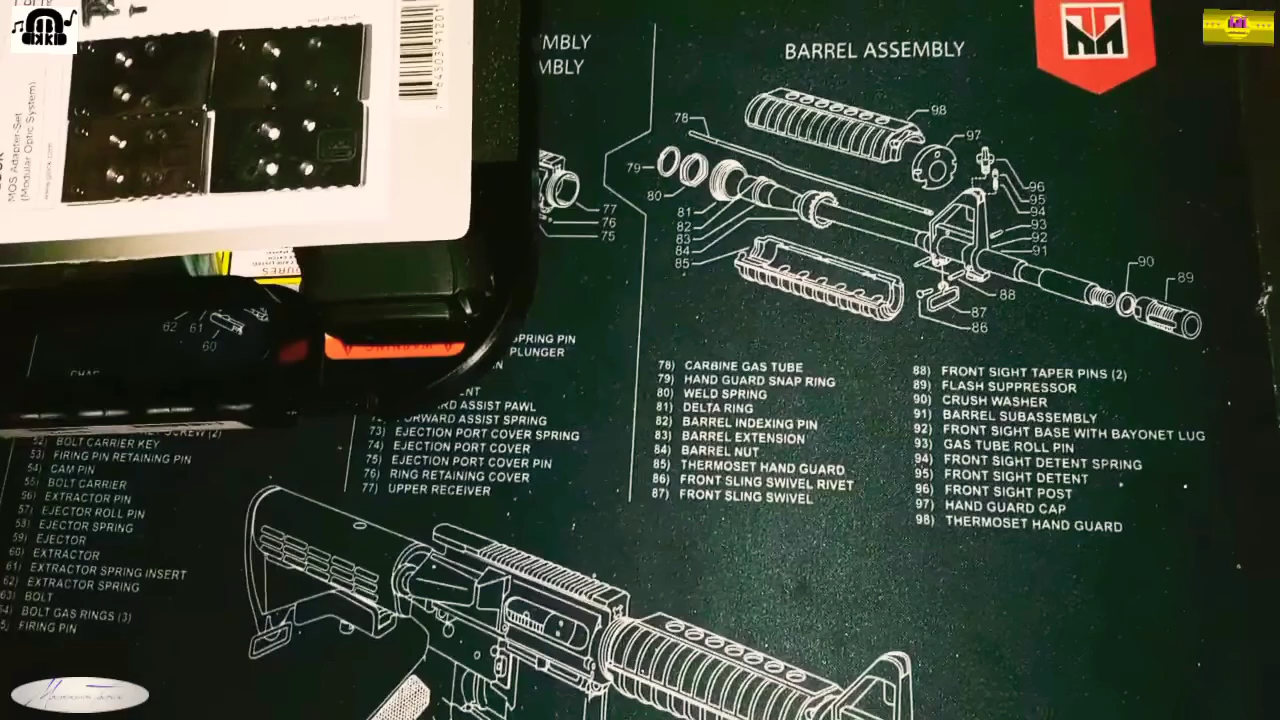 MOS Adapter-Set
(Modular Optic System)
764503912017
MBLY
MBLY
77
76
75
62
61
60
SPRING PIN
PLUNGER
BARREL ASSEMBLY
78
79
80
81
82
83
84
85
98
97
96
95
94
93
92
91
90
89
88
87
86
52) BOLT CARRIER KEY
53) FIRING PIN RETAINING PIN
54) CAM PIN
55) BOLT CARRIER
56) EXTRACTOR PIN
57) EJECTOR ROLL PIN
58) EJECTOR SPRING
59) EJECTOR
60) EXTRACTOR
61) EXTRACTOR SPRING INSERT
62) EXTRACTOR SPRING
63) BOLT
64) BOLT GAS RINGS (3)
5) FIRING PIN
ARD ASSIST PAWL
FORWARD ASSIST SPRING
73) EJECTION PORT COVER SPRING
74) EJECTION PORT COVER
75) EJECTION PORT COVER PIN
76) RING RETAINING COVER
77) UPPER RECEIVER
78) CARBINE GAS TUBE
79) HAND GUARD SNAP RING
80) WELD SPRING
81) DELTA RING
82) BARREL INDEXING PIN
83) BARREL EXTENSION
84) BARREL NUT
85) THERMOSET HAND GUARD
86) FRONT SLING SWIVEL RIVET
87) FRONT SLING SWIVEL
88) FRONT SIGHT TAPER PINS (2)
89) FLASH SUPPRESSOR
90) CRUSH WASHER
91) BARREL SUBASSEMBLY
92) FRONT SIGHT BASE WITH BAYONET LUG
93) GAS TUBE ROLL PIN
94) FRONT SIGHT DETENT SPRING
95) FRONT SIGHT DETENT
96) FRONT SIGHT POST
97) HAND GUARD CAP
98) THERMOSET HAND GUARD